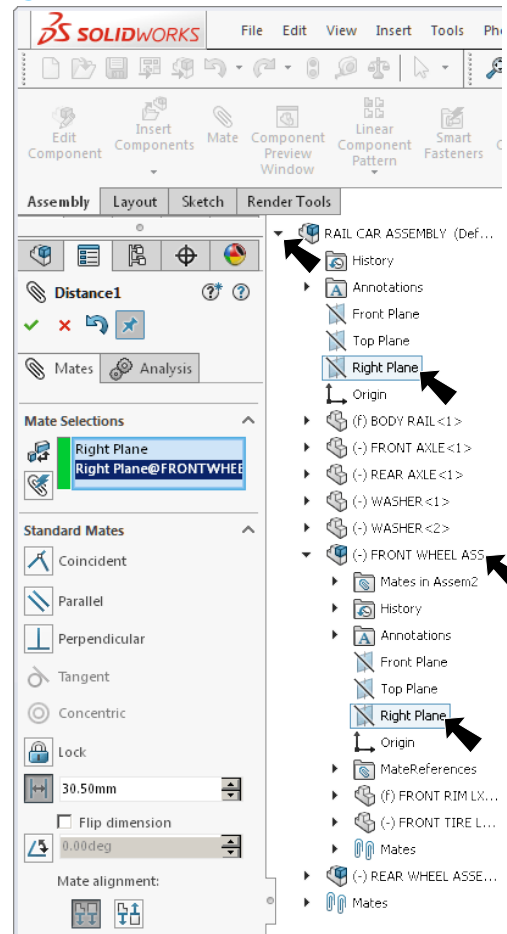 SOLIDWORKS File Edit View Insert Tools
Edit Component
Insert Components
Mate
Component Preview Window
Linear Component Pattern
Smart Fasteners
Assembly Layout Sketch Render Tools
Distance1
Mates Analysis
Mate Selections
Right Plane
Right Plane@FRONTWHEE
Standard Mates
Coincident
Parallel
Perpendicular
Tangent
Concentric
Lock
30.50mm
Flip dimension
0.00deg
Mate alignment:
RAIL CAR ASSEMBLY (Def...
History
Annotations
Front Plane
Top Plane
Right Plane
Origin
(f) BODY RAIL<1>
(-) FRONT AXLE<1>
(-) REAR AXLE<1>
(-) WASHER<1>
(-) WASHER<2>
(-) FRONT WHEEL ASS
Mates in Assem2
History
Annotations
Front Plane
Top Plane
Right Plane
Origin
MateReferences
(f) FRONT RIM LX...
(-) FRONT TIRE L...
Mates
(-) REAR WHEEL ASSE...
Mates